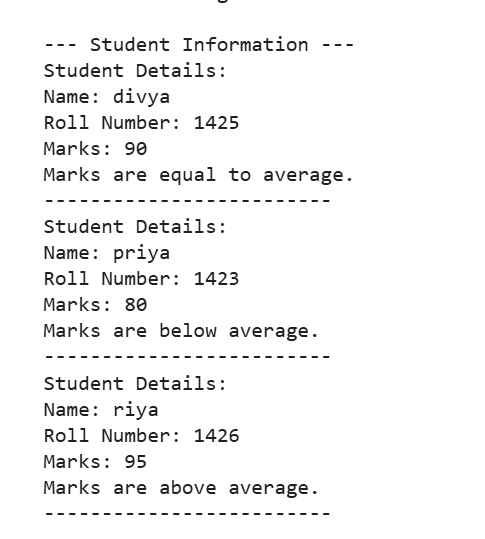 --- Student Information ---
Student Details:
Name: divya
Roll Number: 1425
Marks: 90
Marks are equal to average.
-------------------------
Student Details:
Name: priya
Roll Number: 1423
Marks: 80
Marks are below average.
-------------------------
Student Details:
Name: riya
Roll Number: 1426
Marks: 95
Marks are above average.
-------------------------